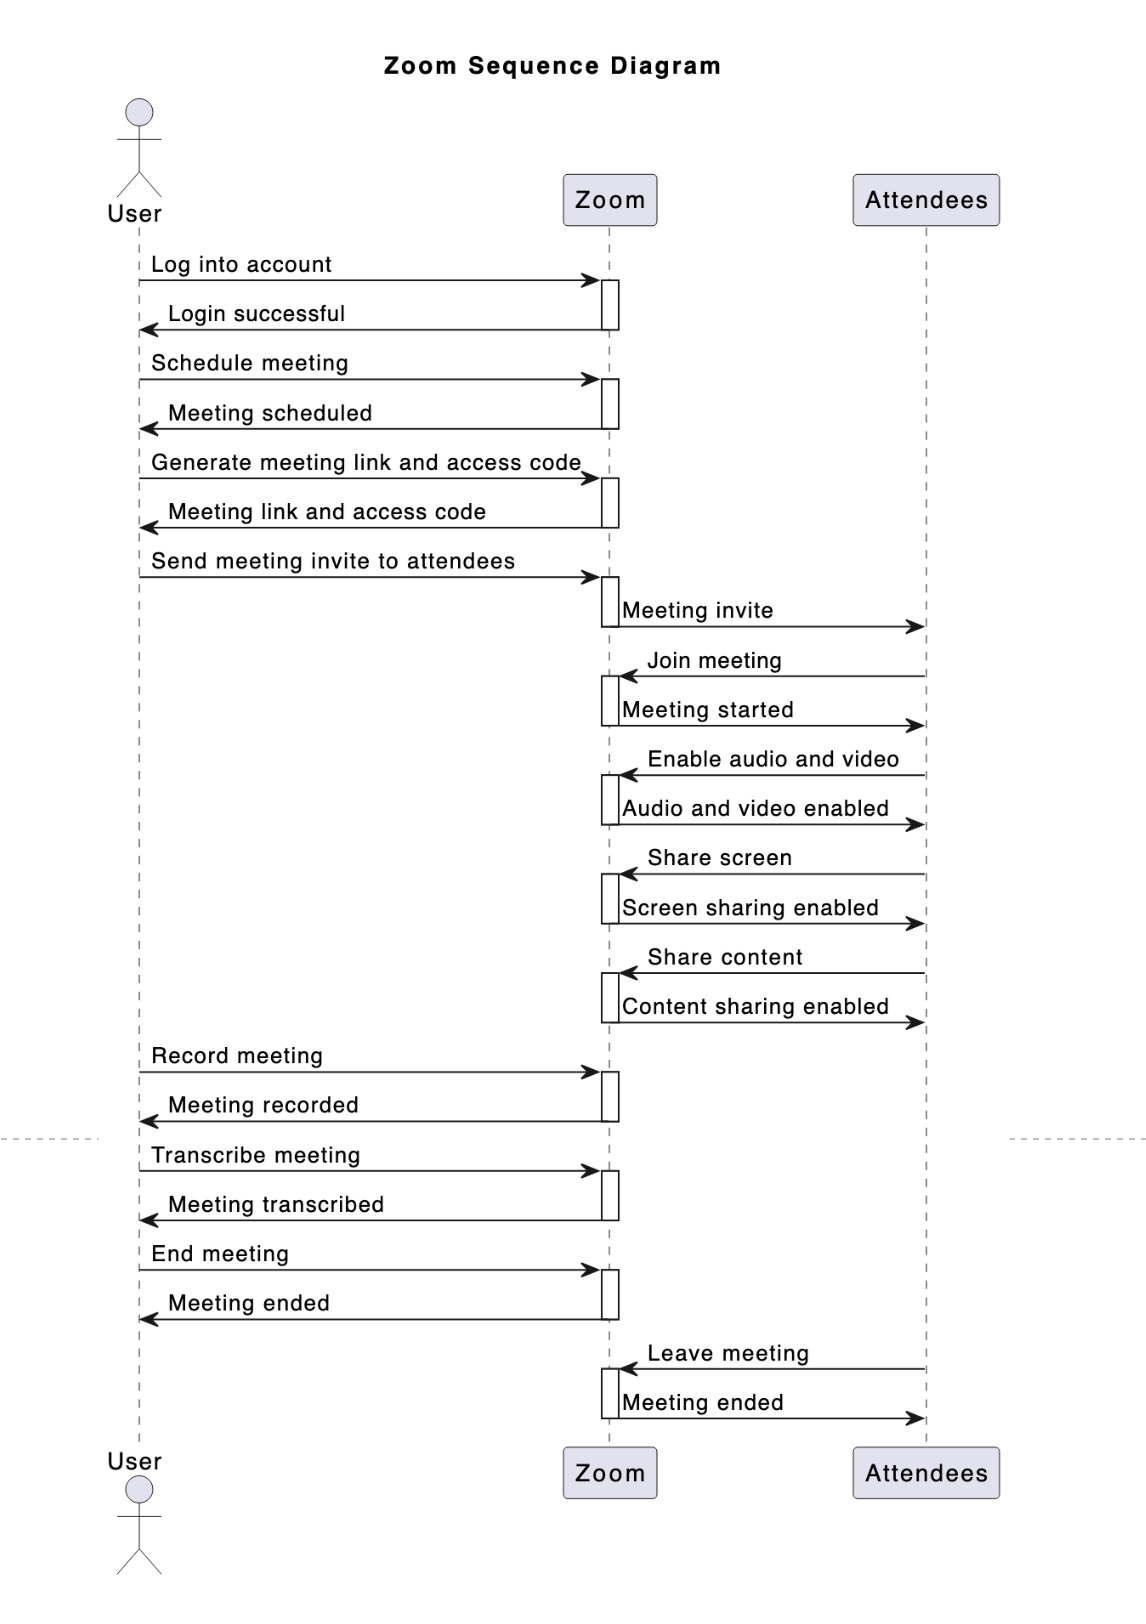 Zoom Sequence Diagram
User
Zoom
Attendees
Log into account
Login successful
Schedule meeting
Meeting scheduled
Generate meeting link and access code
Meeting link and access code
Send meeting invite to attendees
Meeting invite
Join meeting
Meeting started
Enable audio and video
Audio and video enabled
Share screen
Screen sharing enabled
Share content
Content sharing enabled
Record meeting
Meeting recorded
Transcribe meeting
Meeting transcribed
End meeting
Meeting ended
Leave meeting
Meeting ended
User
Zoom
Attendees